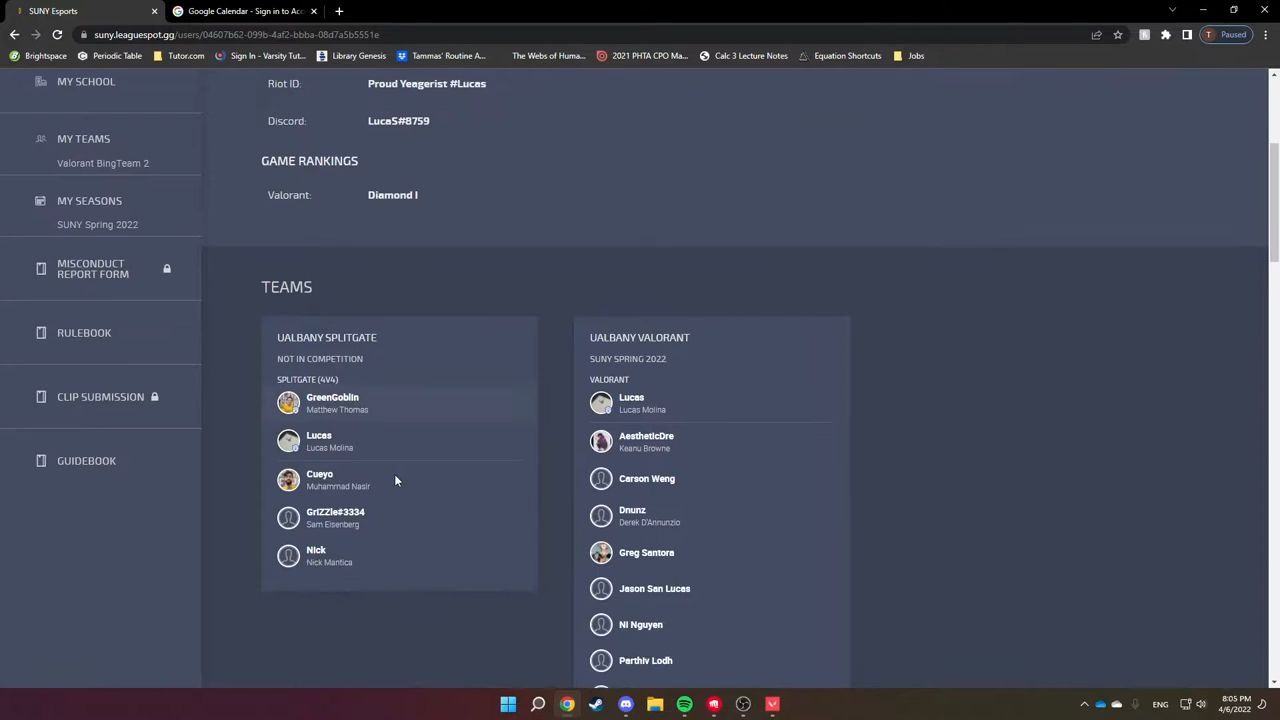 SUNY Esports
Google Calendar - Sign in to Acc
suny.leaguespot.gg/users/04607b62-099b-4af2-bbba-08d7a5b5551e
Paused
Brightspace
Periodic Table
Tutor.com
Sign In - Varsity Tut...
Library Genesis
Tammas' Routine A...
The Webs of Human...
2021 PHTA CPO Ma...
Calc 3 Lecture Notes
Equation Shortcuts
Jobs
MY SCHOOL
MY TEAMS
Valorant BingTeam 2
MY SEASONS
SUNY Spring 2022
MISCONDUCT
REPORT FORM
RULEBOOK
CLIP SUBMISSION
GUIDEBOOK
Riot ID: Proud Yeagerist #Lucas
Discord: LucaS#8759
GAME RANKINGS
Valorant: Diamond I
TEAMS
UALBANY SPLITGATE
NOT IN COMPETITION
SPLITGATE (4V4)
GreenGoblin
Matthew Thomas
Lucas
Lucas Molina
Cueyo
Muhammad Nasir
GriZZle#3334
Sam Eisenberg
Nick
Nick Mantica
UALBANY VALORANT
SUNY SPRING 2022
VALORANT
Lucas
Lucas Molina
AestheticDre
Keanu Browne
Carson Weng
Dnunz
Derek D'Annunzio
Greg Santora
Jason San Lucas
Ni Nguyen
Parthiv Lodh
ENG
8:05 PM
4/6/2022